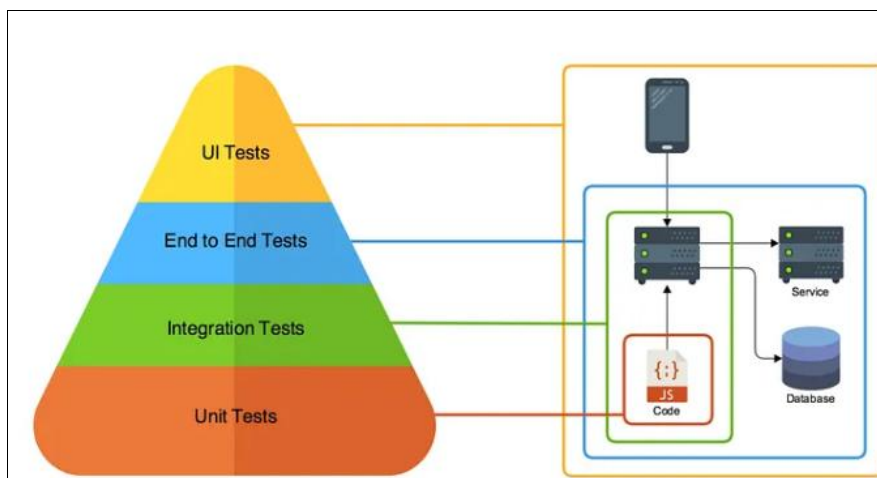 UI Tests
End to End Tests
Integration Tests
Unit Tests
Service
{;}
JS
Code
Database